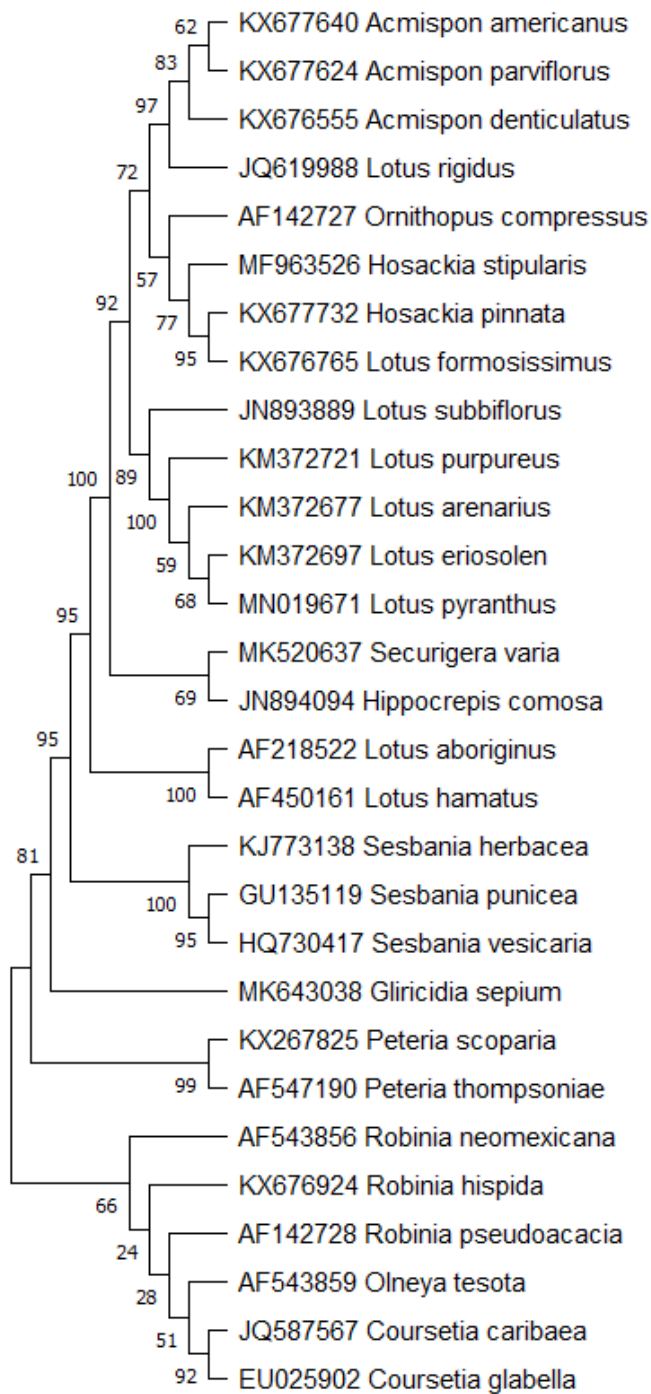 62
KX677640 Acmispon americanus
83
KX677624 Acmispon parviflorus
97
KX676555 Acmispon denticulatus
72
JQ619988 Lotus rigidus
AF142727 Ornithopus compressus
57
MF963526 Hosackia stipularis
92
77
KX677732 Hosackia pinnata
95
KX676765 Lotus formosissimus
JN893889 Lotus subbiflorus
100
89
KM372721 Lotus purpureus
100
KM372677 Lotus arenarius
59
KM372697 Lotus eriosolen
68
MN019671 Lotus pyranthus
95
MK520637 Securigera varia
69
JN894094 Hippocrepis comosa
95
AF218522 Lotus aboriginus
100
AF450161 Lotus hamatus
81
KJ773138 Sesbania herbacea
100
GU135119 Sesbania punicea
95
HQ730417 Sesbania vesicaria
MK643038 Gliricidia sepium
KX267825 Peteria scoparia
99
AF547190 Peteria thompsoniae
AF543856 Robinia neomexicana
66
KX676924 Robinia hispida
24
AF142728 Robinia pseudoacacia
28
AF543859 Olneya tesota
51
JQ587567 Coursetia caribaea
92
EU025902 Coursetia glabella